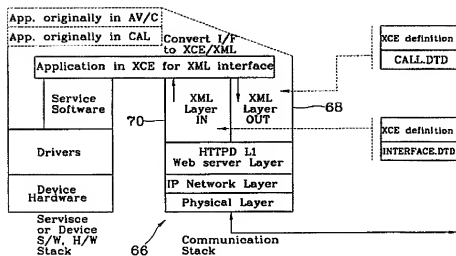 App. originally in AV/C
App. originally in CAL
Convert I/F
to XCE/XML
Application in XCE for XML interface
XCE definition
CALL.DTD
Service
Software
70
XML
Layer
IN
XML
Layer
OUT
68
XCE definition
INTERFACE.DTD
Drivers
HTTPD L1
Web server Layer
Device
Hardware
IP Network Layer
Physical Layer
Servisce
or Device
S/W, H/W
Stack
66
Communication
Stack